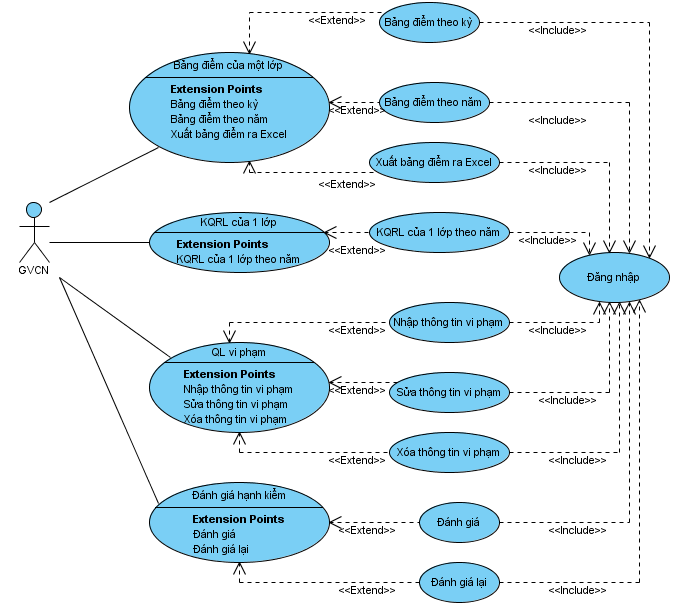 <<Extend>>
Bảng điểm theo kỳ
<<Include>>
Bảng điểm của một lớp
Extension Points
Bảng điểm theo kỳ
Bảng điểm theo năm
Xuất bảng điểm ra Excel
<<Extend>>
Bảng điểm theo năm
<<Include>>
<<Extend>>
Xuất bảng điểm ra Excel
<<Include>>
GVCN
KQRL của 1 lớp
Extension Points
KQRL của 1 lớp theo năm
<<Extend>>
KQRL của 1 lớp theo năm
<<Include>>
Đăng nhập
QL vi phạm
Extension Points
Nhập thông tin vi phạm
Sửa thông tin vi phạm
Xóa thông tin vi phạm
<<Extend>>
Nhập thông tin vi phạm
<<Include>>
<<Extend>>
Sửa thông tin vi phạm
<<Include>>
<<Extend>>
Xóa thông tin vi phạm
<<Include>>
Đánh giá hạnh kiểm
Extension Points
Đánh giá
Đánh giá lại
<<Extend>>
Đánh giá
<<Include>>
<<Extend>>
Đánh giá lại
<<Include>>